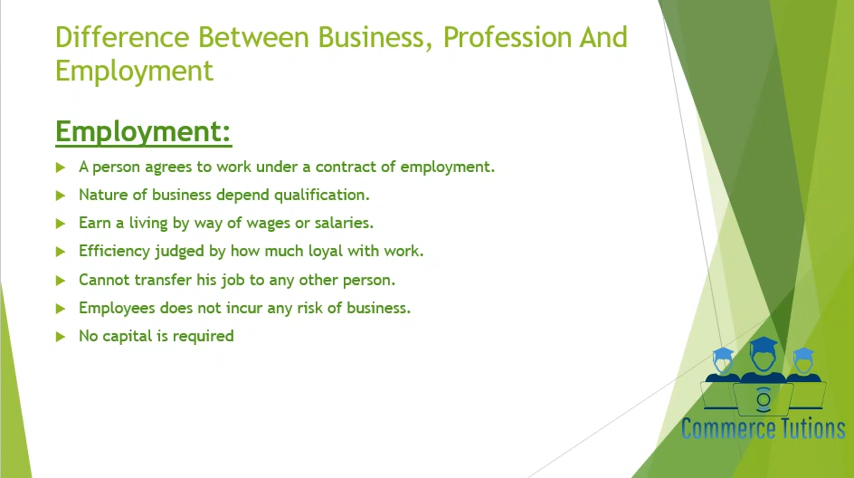 Difference Between Business, Profession And
Employment
Employment:
A person agrees to work under a contract of employment.
Nature of business depend qualification.
Earn a living by way of wages or salaries.
Efficiency judged by how much loyal with work.
Cannot transfer his job to any other person.
Employees does not incur any risk of business.
No capital is required
Commerce Tutions